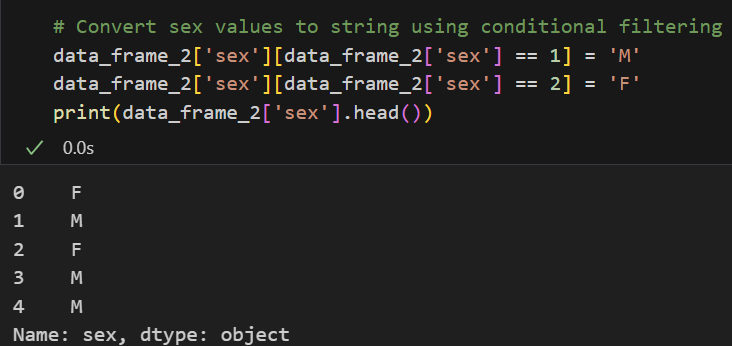 # Convert sex values to string using conditional filtering
data_frame_2['sex'][data_frame_2['sex'] == 1] = 'M'
data_frame_2['sex'][data_frame_2['sex'] == 2] = 'F'
print(data_frame_2['sex'].head())
✓ 0.0s
0    F
1    M
2    F
3    M
4    M
Name: sex, dtype: object